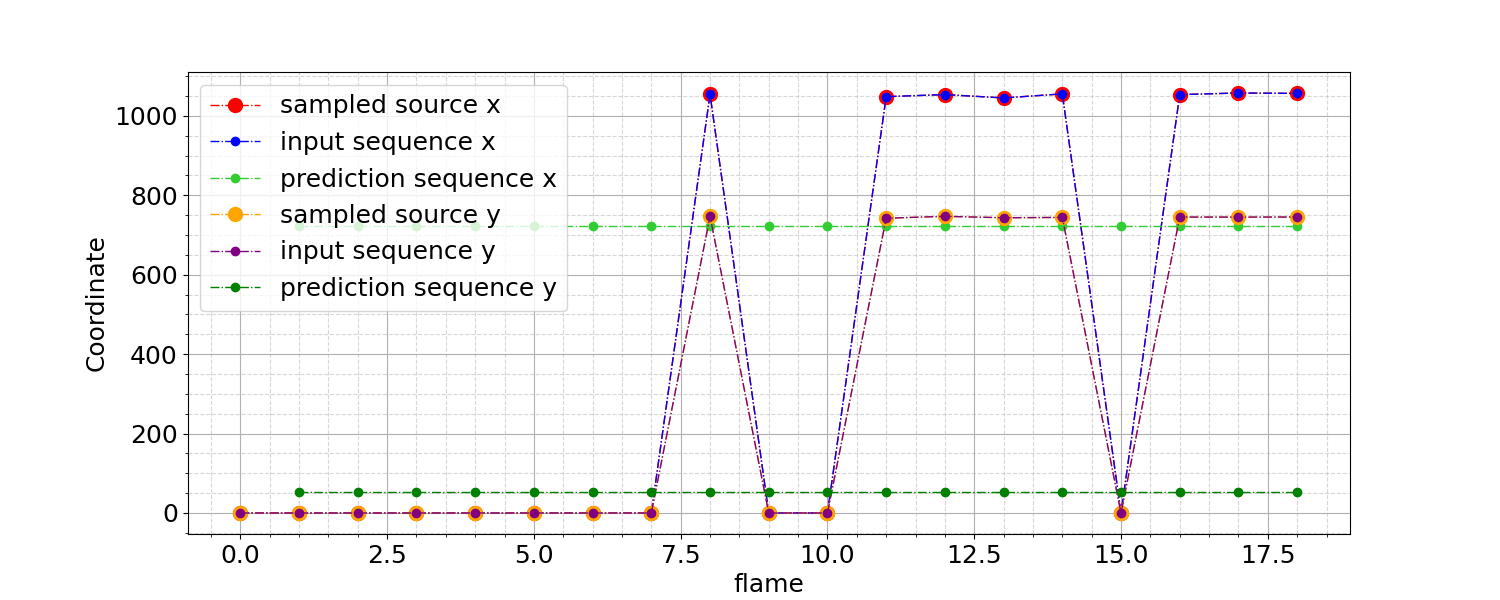 sampled source x
input sequence x
prediction sequence x
sampled source y
input sequence y
prediction sequence y
Coordinate
1000
800
600
400
200
0
0.0 2.5 5.0 7.5 10.0 12.5 15.0 17.5
flame